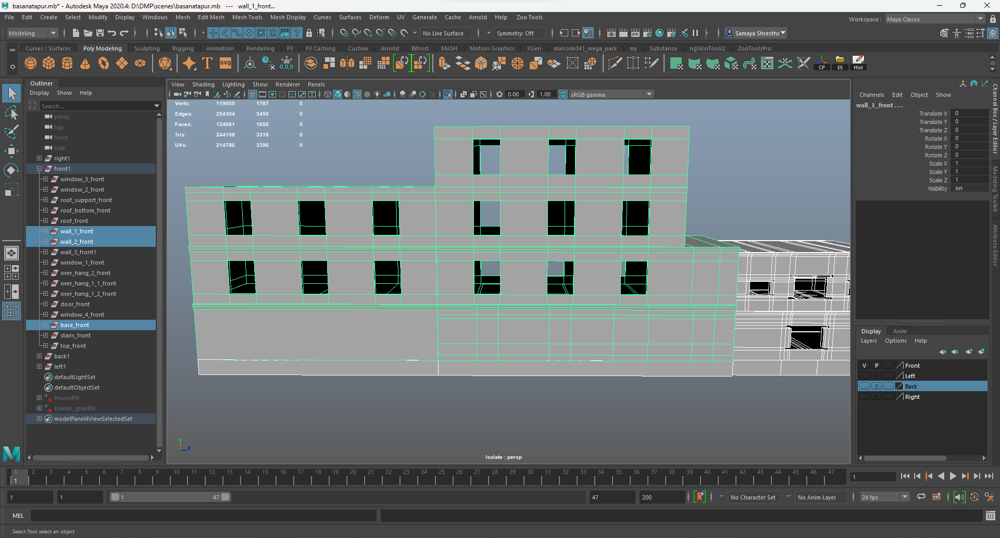 basanatapur.mb* - Autodesk Maya 2020.4: D:\DMP\scenes\basanatapur.mb   ---   wall_1_front...
File Edit Create Select Modify Display Windows Mesh Edit Mesh Mesh Tools Mesh Display Curves Surfaces Deform UV Generate Cache Arnold Help Zoo Tools
Workspace : Maya Classic
Modeling No Live Surface Symmetry: Off IPR Samaya Shrestha
Curves / Surfaces Poly Modeling Sculpting Rigging Animation Rendering FX FX Caching Custom Arnold Bifrost MASH Motion Graphics XGen malcolm341_mega_pack my Substance ngSkinTools2 ZooToolsPro
T svg 0,0,0 CP ES Hist
Outliner
Display Show Help
Search...
persp
top
front
side
right1
front1
window_3_front
window_2_front
roof_support_front
roof_bottom_front
roof_front
wall_1_front
wall_2_front
wall_3_front1
window_1_front
over_hang_2_front
over_hang_1_1_front
over_hang_1_2_front
door_front
window_4_front
base_front
stairs_front
top_front
back1
left1
defaultLightSet
defaultObjectSet
HouseRN
Kumari_gharRN
modelPanel4ViewSelectedSet
View Shading Lighting Show Renderer Panels
0.00 1.00 ON sRGB gamma
Verts: 119059 1787 0
Edges: 254304 3456 0
Faces: 124681 1656 0
Tris: 244158 3318 0
UVs: 214786 3396 0
y
z
Isolate : persp
Channels Edit Object Show
wall_1_front . . .
Translate X 0
Translate Y 0
Translate Z 0
Rotate X 0
Rotate Y 0
Rotate Z 0
Scale X 1
Scale Y 1
Scale Z 1
Visibility on
Channel Box / Layer Editor
Modeling Toolkit
Attribute Editor
Display Anim
Layers Options Help
V P Front
P Left
P Back
P Right
1 2 3 4 5 6 7 8 9 10 11 12 13 14 15 16 17 18 19 20 21 22 23 24 25 26 27 28 29 30 31 32 33 34 35 36 37 38 39 40 41 42 43 44 45 46 47
1
1
1 1 1 47 47 200 No Character Set No Anim Layer 24 fps
MEL
Select Tool: select an object